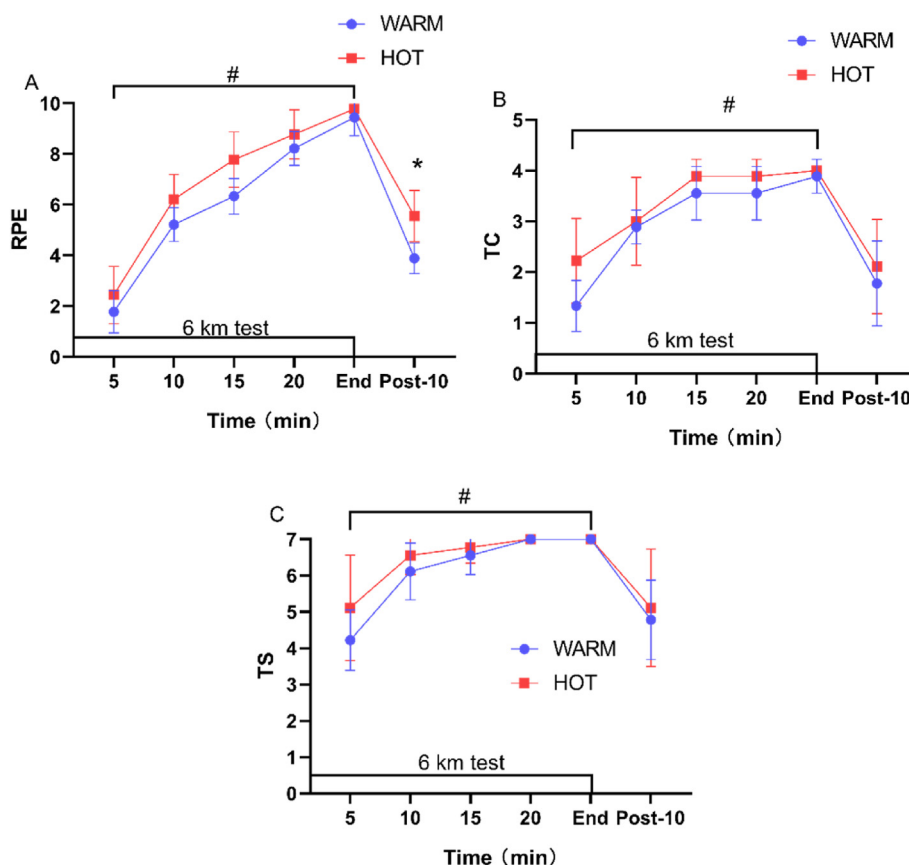 WARM
HOT
A
#
10
8
6
4
2
0
RPE
*
6 km test
5 10 15 20 End Post-10
Time（min）
WARM
HOT
B
#
5
4
3
2
1
0
TC
6 km test
5 10 15 20 End Post-10
Time（min）
C
#
7
6
5
4
3
2
1
0
TS
WARM
HOT
6 km test
5 10 15 20 End Post-10
Time（min）